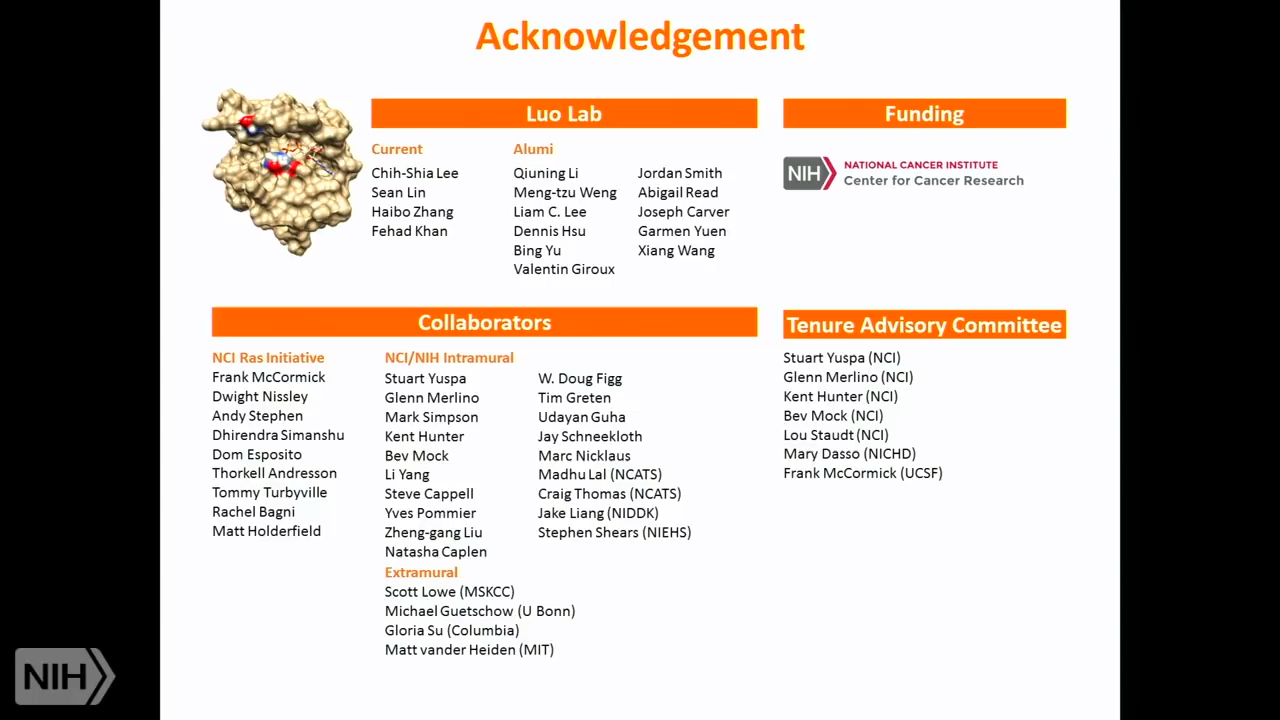 Acknowledgement
Luo Lab
Current
Chih-Shia Lee
Sean Lin
Haibo Zhang
Fehad Khan
Alumi
Qiuning Li
Meng-tzu Weng
Liam C. Lee
Dennis Hsu
Bing Yu
Valentin Giroux
Jordan Smith
Abigail Read
Joseph Carver
Garmen Yuen
Xiang Wang
Funding
NIH
NATIONAL CANCER INSTITUTE
Center for Cancer Research
Collaborators
NCI Ras Initiative
Frank McCormick
Dwight Nissley
Andy Stephen
Dhirendra Simanshu
Dom Esposito
Thorkell Andresson
Tommy Turbyville
Rachel Bagni
Matt Holderfield
NCI/NIH Intramural
Stuart Yuspa
Glenn Merlino
Mark Simpson
Kent Hunter
Bev Mock
Li Yang
Steve Cappell
Yves Pommier
Zheng-gang Liu
Natasha Caplen
W. Doug Figg
Tim Greten
Udayan Guha
Jay Schneekloth
Marc Nicklaus
Madhu Lal (NCATS)
Craig Thomas (NCATS)
Jake Liang (NIDDK)
Stephen Shears (NIEHS)
Extramural
Scott Lowe (MSKCC)
Michael Guetschow (U Bonn)
Gloria Su (Columbia)
Matt vander Heiden (MIT)
Tenure Advisory Committee
Stuart Yuspa (NCI)
Glenn Merlino (NCI)
Kent Hunter (NCI)
Bev Mock (NCI)
Lou Staudt (NCI)
Mary Dasso (NICHD)
Frank McCormick (UCSF)
NIH